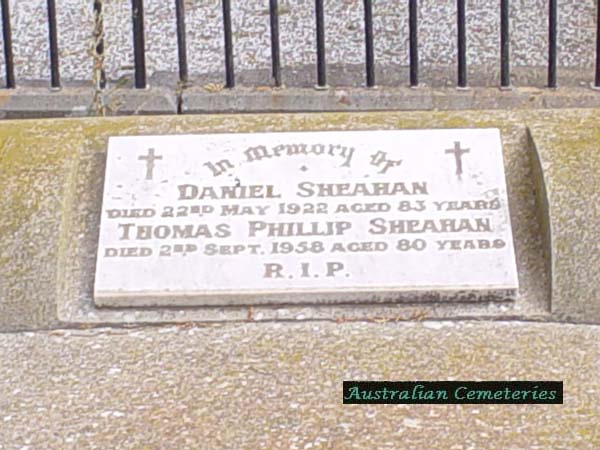 In Memory of
DANIEL SHEAHAN
DIED 22ND MAY 1922 AGED 83 YEARS
THOMAS PHILLIP SHEAHAN
DIED 2ND SEPT. 1958 AGED 80 YEARS
R.I.P.
Australian Cemeteries